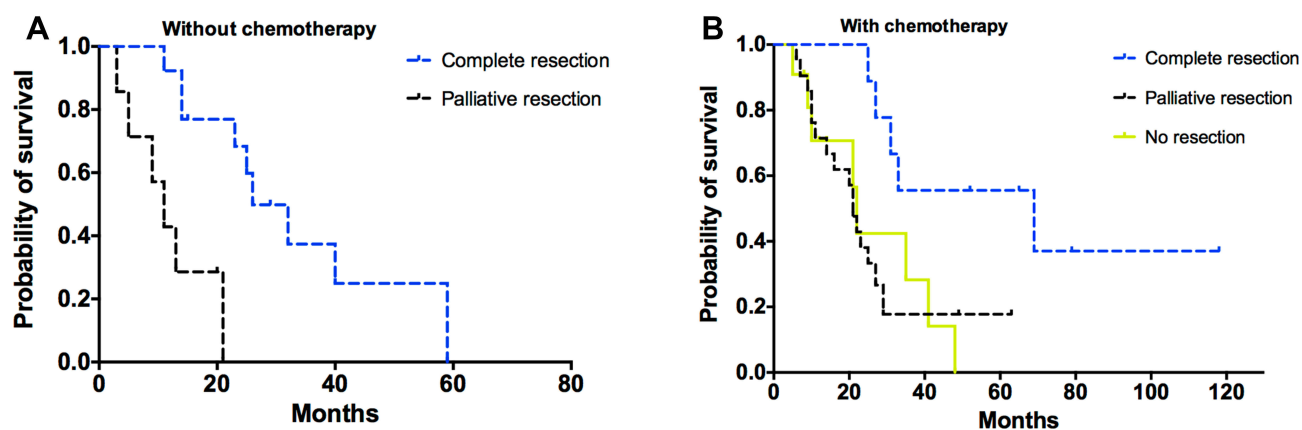 A
Without chemotherapy
Probability of survival
1.0
0.8
0.6
0.4
0.2
0.0
0 20 40 60 80
Months
Complete resection
Palliative resection
B
With chemotherapy
Probability of survival
1.0
0.8
0.6
0.4
0.2
0.0
0 20 40 60 80 100 120
Months
Complete resection
Palliative resection
No resection